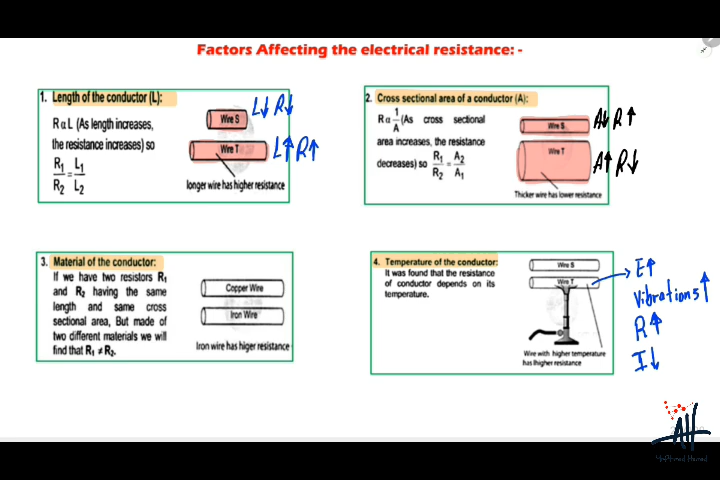 Factors Affecting the electrical resistance: -
1. Length of the conductor (L):
R α L (As length increases,
the resistance increases) so
R1/R2 = L1/L2
Wire S
Wire T
longer wire has higher resistance
L↓ R↓
L↑ R↑
2. Cross sectional area of a conductor (A):
R α 1/A (As cross sectional
area increases, the resistance
decreases) so R1/R2 = A2/A1
Wire S
Wire T
Thicker wire has lower resistance
A↓ R↑
A↑ R↓
3. Material of the conductor:
If we have two resistors R1
and R2 having the same
length and same cross
sectional area, But made of
two different materials we will
find that R1 ≠ R2.
Copper Wire
Iron Wire
Iron wire has higer resistance
4. Temperature of the conductor:
It was found that the resistance
of conductor depends on its
temperature.
Wire S
Wire T
Wire with higher temperature
has lhigher resistance
→ E↑
Vibrations ↑
R↑
I↓
AH